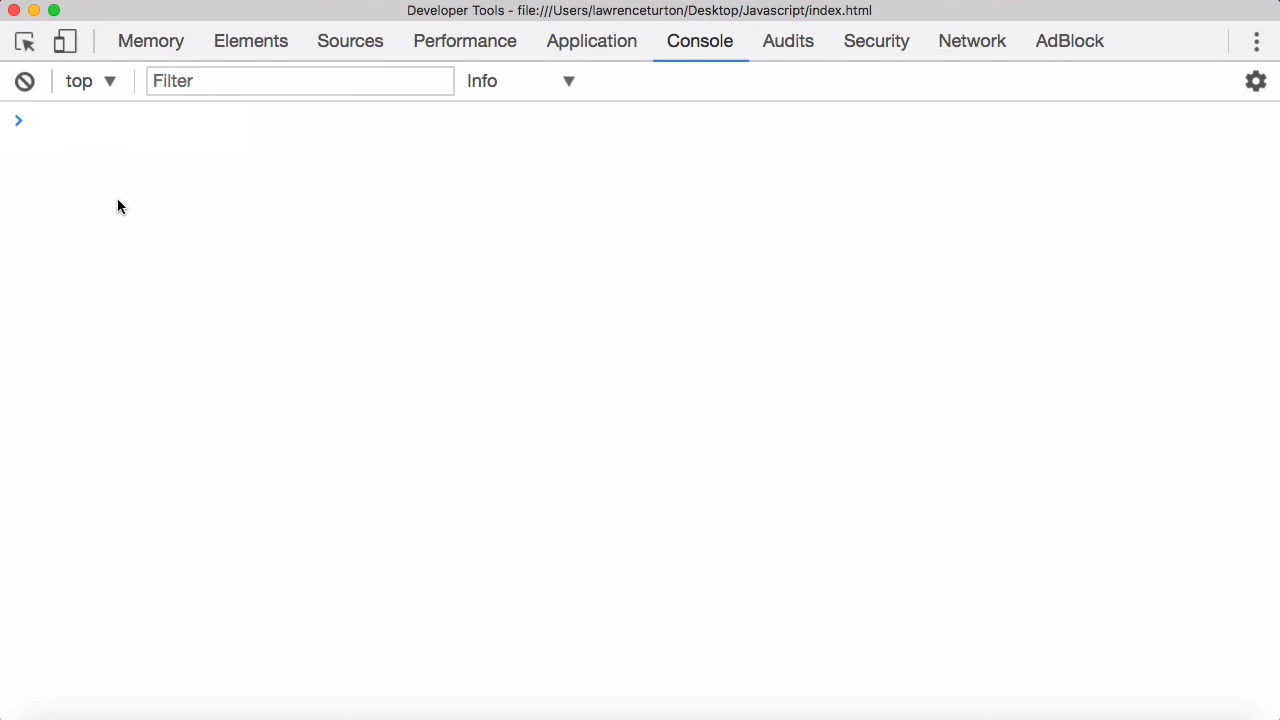 Developer Tools - file:///Users/lawrenceturton/Desktop/Javascript/index.html
Memory Elements Sources Performance Application Console Audits Security Network AdBlock
top Filter Info